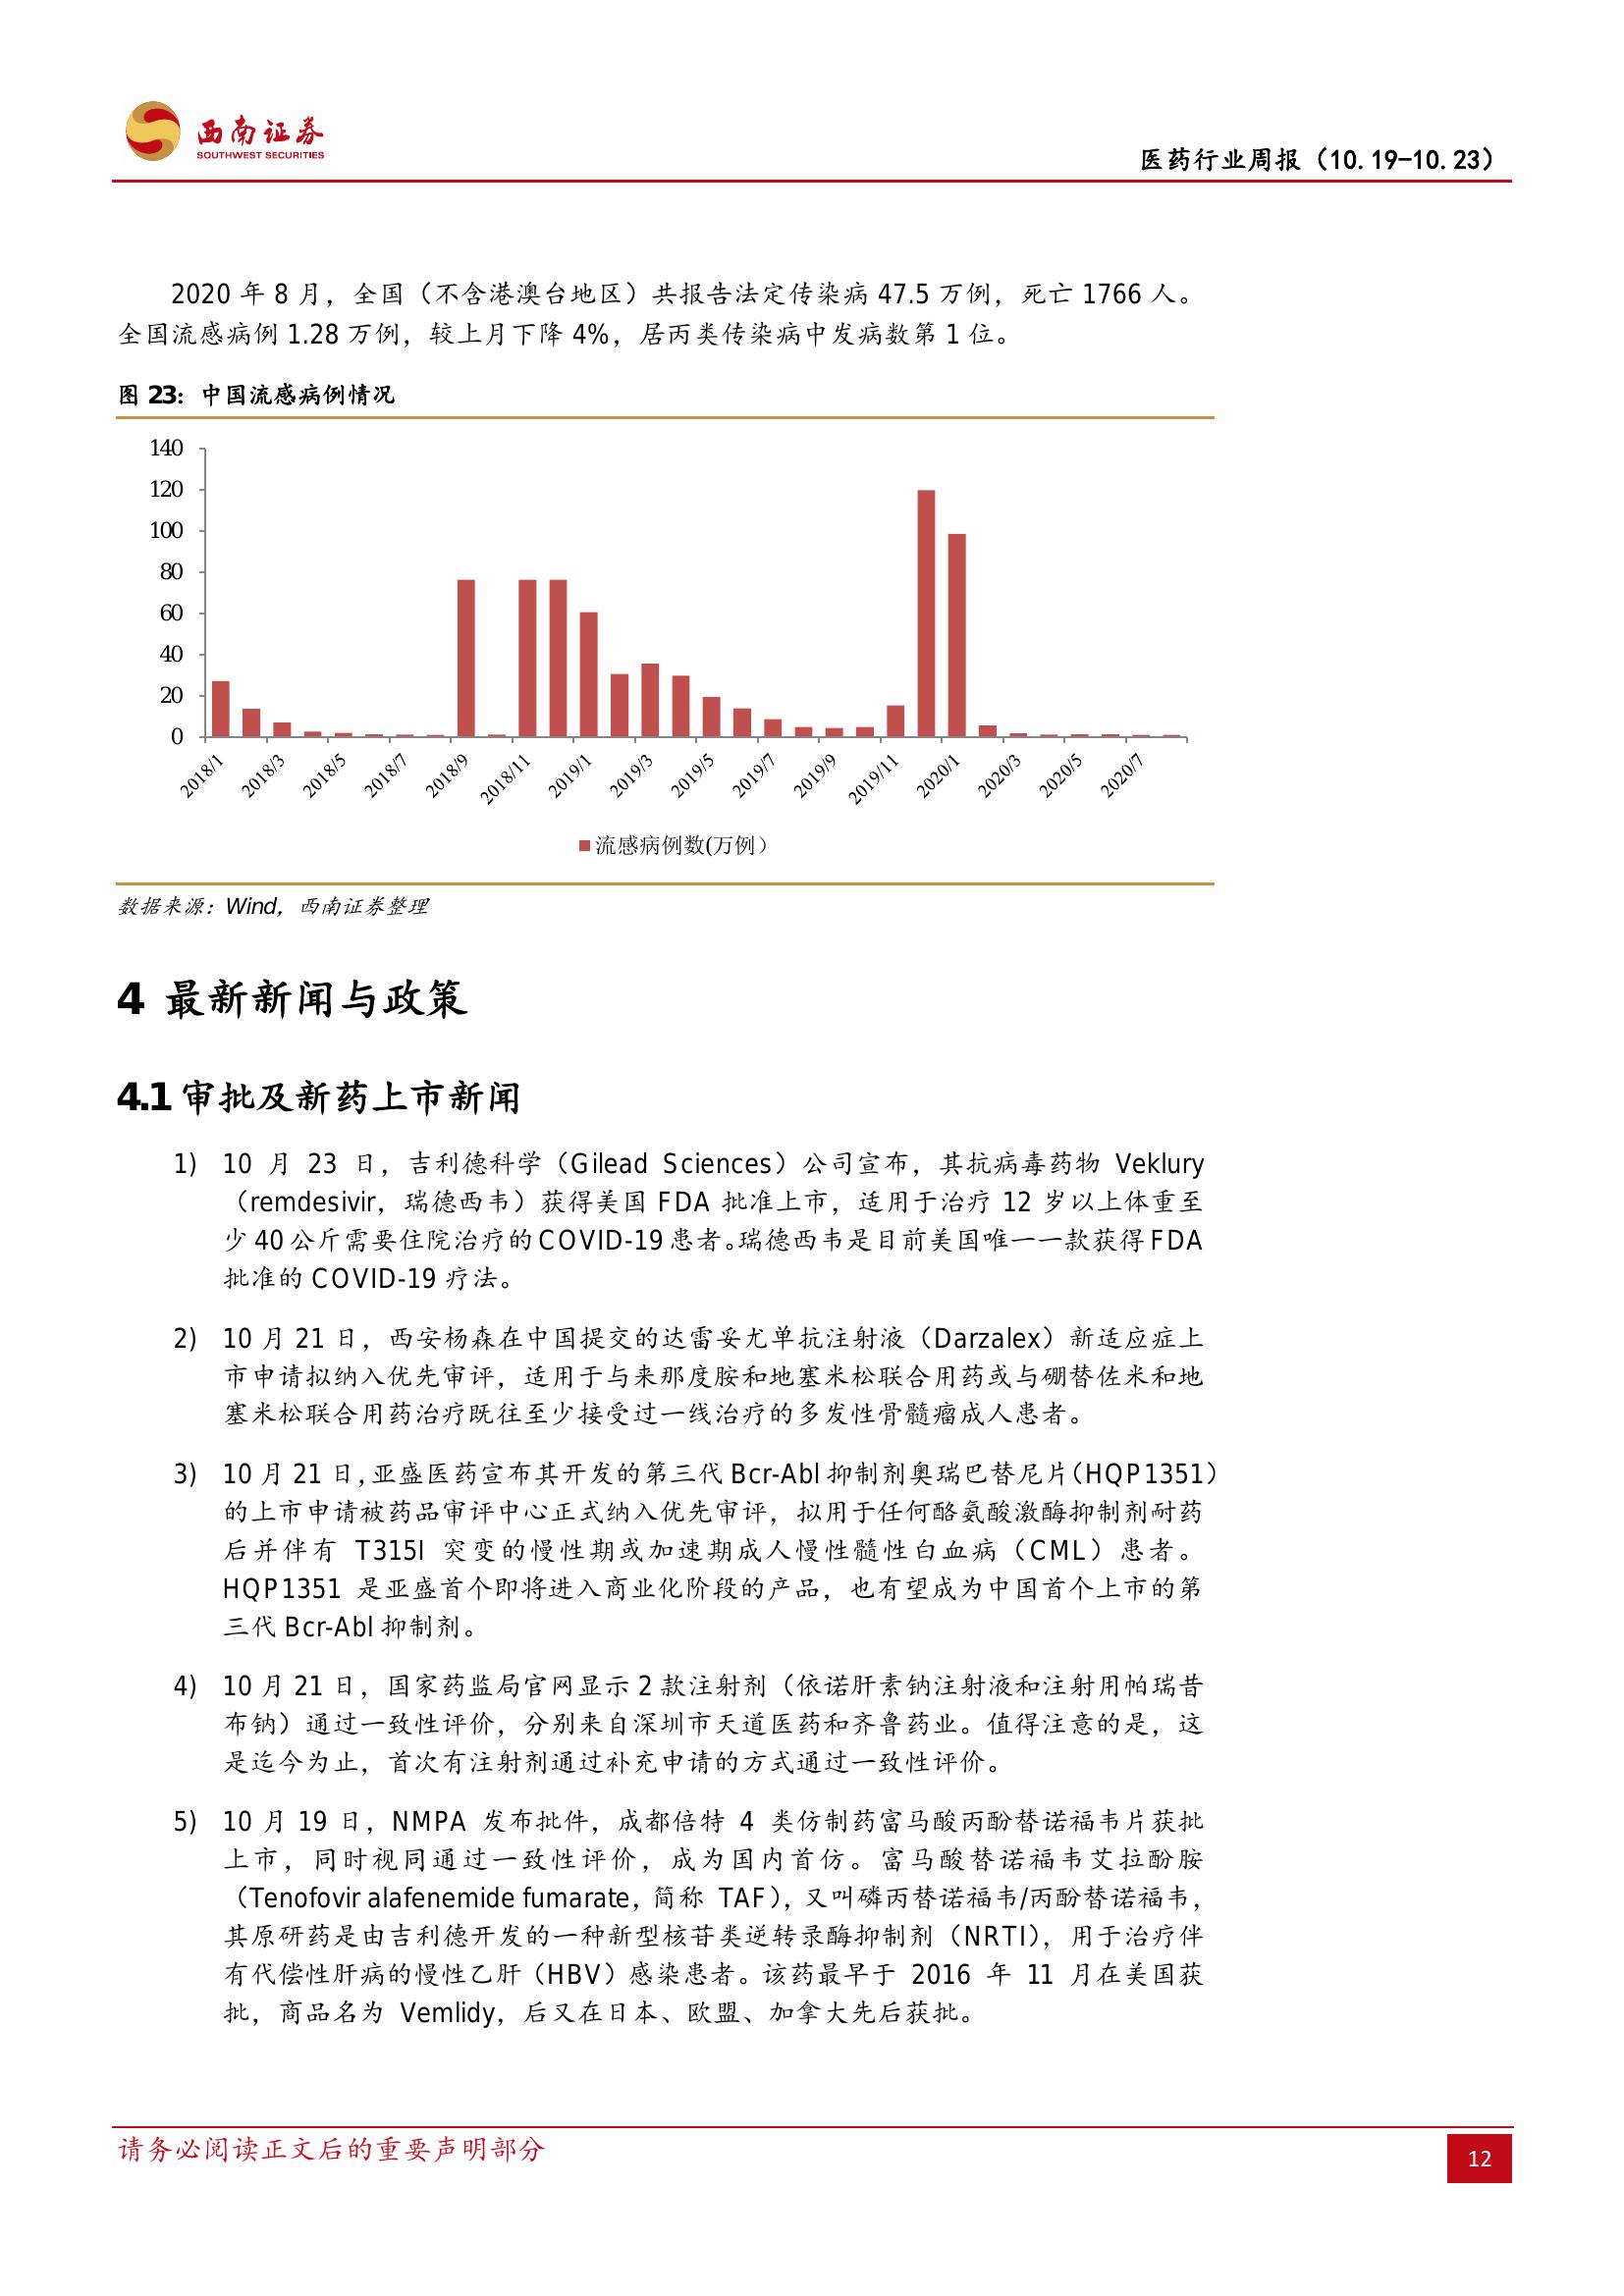 西南证券
SOUTHWEST SECURITIES
医药行业周报（10.19-10.23）
2020 年 8 月，全国（不含港澳台地区）共报告法定传染病 47.5 万例，死亡 1766 人。
全国流感病例 1.28 万例，较上月下降 4%，居丙类传染病中发病数第 1 位。
图 23：中国流感病例情况
140
120
100
80
60
40
20
0
2018/1 2018/3 2018/5 2018/7 2018/9 2018/11 2019/1 2019/3 2019/5 2019/7 2019/9 2019/11 2020/1 2020/3 2020/5 2020/7
流感病例数(万例）
数据来源：Wind，西南证券整理
4 最新新闻与政策
4.1 审批及新药上市新闻
1) 10 月 23 日，吉利德科学（Gilead Sciences）公司宣布，其抗病毒药物 Veklury
（remdesivir，瑞德西韦）获得美国 FDA 批准上市，适用于治疗 12 岁以上体重至
少 40 公斤需要住院治疗的 COVID-19 患者。瑞德西韦是目前美国唯一一款获得 FDA
批准的 COVID-19 疗法。
2) 10 月 21 日，西安杨森在中国提交的达雷妥尤单抗注射液（Darzalex）新适应症上
市申请拟纳入优先审评，适用于与来那度胺和地塞米松联合用药或与硼替佐米和地
塞米松联合用药治疗既往至少接受过一线治疗的多发性骨髓瘤成人患者。
3) 10 月 21 日，亚盛医药宣布其开发的第三代 Bcr-Abl 抑制剂奥瑞巴替尼片（HQP1351）
的上市申请被药品审评中心正式纳入优先审评，拟用于任何酪氨酸激酶抑制剂耐药
后并伴有 T315I 突变的慢性期或加速期成人慢性髓性白血病（CML）患者。
HQP1351 是亚盛首个即将进入商业化阶段的产品，也有望成为中国首个上市的第
三代 Bcr-Abl 抑制剂。
4) 10 月 21 日，国家药监局官网显示 2 款注射剂（依诺肝素钠注射液和注射用帕瑞昔
布钠）通过一致性评价，分别来自深圳市天道医药和齐鲁药业。值得注意的是，这
是迄今为止，首次有注射剂通过补充申请的方式通过一致性评价。
5) 10 月 19 日，NMPA 发布批件，成都倍特 4 类仿制药富马酸丙酚替诺福韦片获批
上市，同时视同通过一致性评价，成为国内首仿。富马酸替诺福韦艾拉酚胺
（Tenofovir alafenemide fumarate，简称 TAF），又叫磷丙替诺福韦/丙酚替诺福韦，
其原研药是由吉利德开发的一种新型核苷类逆转录酶抑制剂（NRTI），用于治疗伴
有代偿性肝病的慢性乙肝（HBV）感染患者。该药最早于 2016 年 11 月在美国获
批，商品名为 Vemlidy，后又在日本、欧盟、加拿大先后获批。
请务必阅读正文后的重要声明部分
12